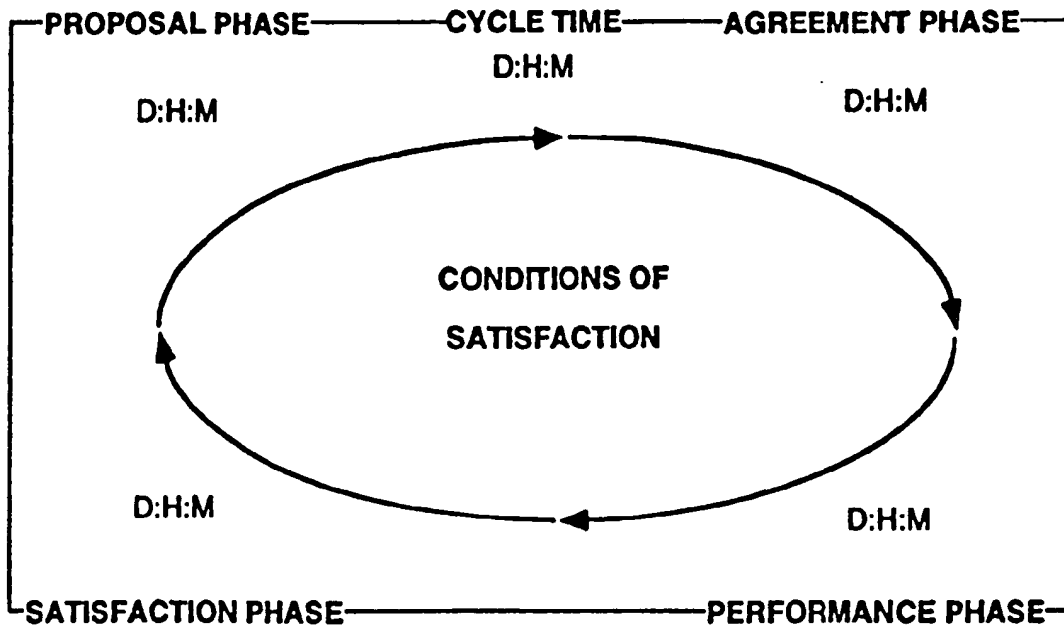 PROPOSAL PHASE CYCLE TIME AGREEMENT PHASE
D:H:M
D:H:M D:H:M
CONDITIONS OF
SATISFACTION
D:H:M D:H:M
SATISFACTION PHASE PERFORMANCE PHASE